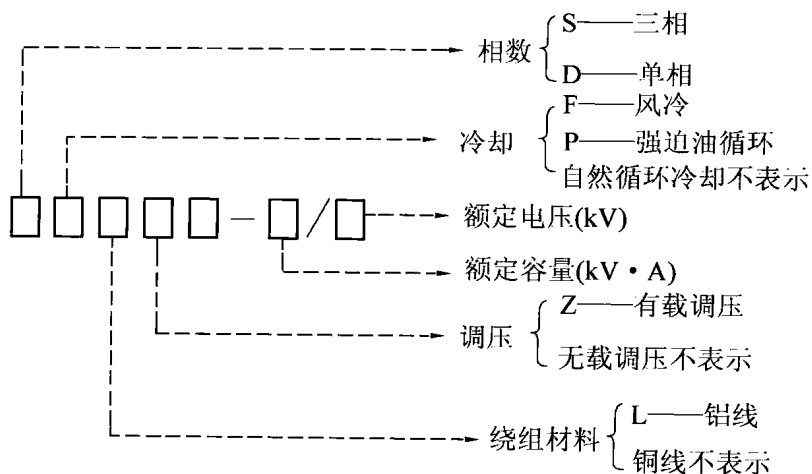 相数
S——三相
D——单相
冷却
F——风冷
P——强迫油循环
自然循环冷却不表示
□□□□□-□/□
额定电压(kV)
额定容量(kV·A)
调压
Z——有载调压
无载调压不表示
绕组材料
L——铝线
铜线不表示